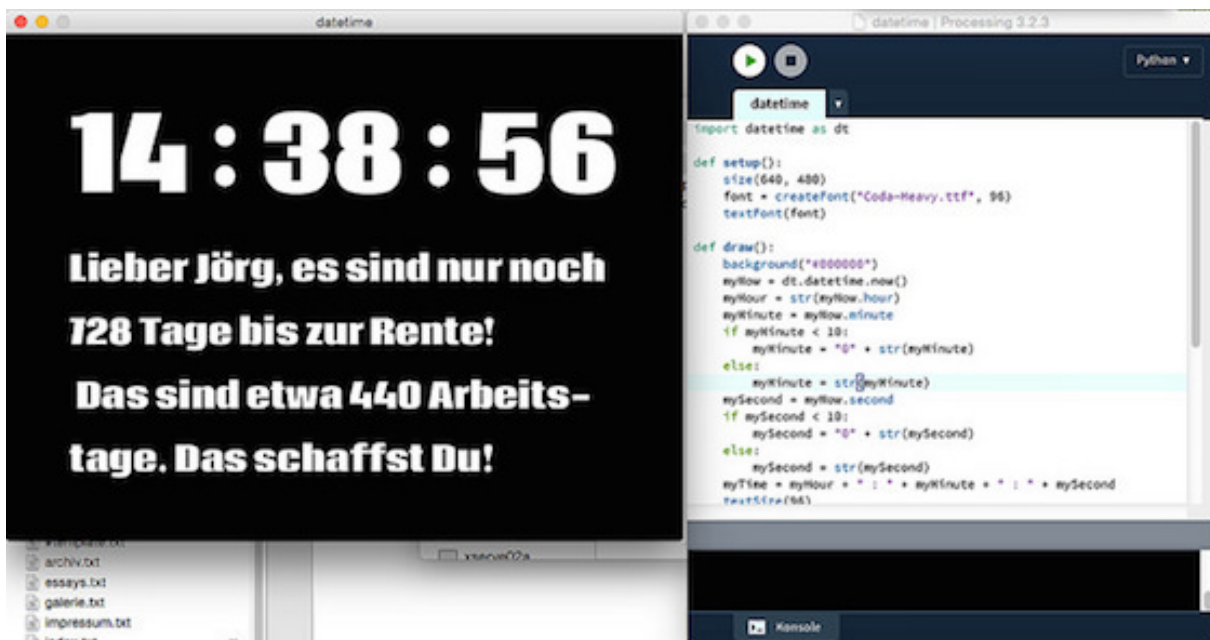 datetime
14 : 38 : 56
Lieber Jörg, es sind nur noch
728 Tage bis zur Rente!
Das sind etwa 440 Arbeits-
tage. Das schaffst Du!
archiv.txt
essays.txt
galerie.txt
impressum.txt
xserve02a
datetime | Processing 3.2.3
Python ▾
datetime ▾
import datetime as dt
def setup():
size(640, 480)
font = createFont("Coda-Heavy.ttf", 96)
textFont(font)
def draw():
background("#000000")
myNow = dt.datetime.now()
myHour = str(myNow.hour)
myMinute = myNow.minute
if myMinute < 10:
myMinute = "0" + str(myMinute)
else:
myMinute = str(myMinute)
mySecond = myNow.second
if mySecond < 10:
mySecond = "0" + str(mySecond)
else:
mySecond = str(mySecond)
myTime = myHour + " : " + myMinute + " : " + mySecond
textSize(96)
Konsole